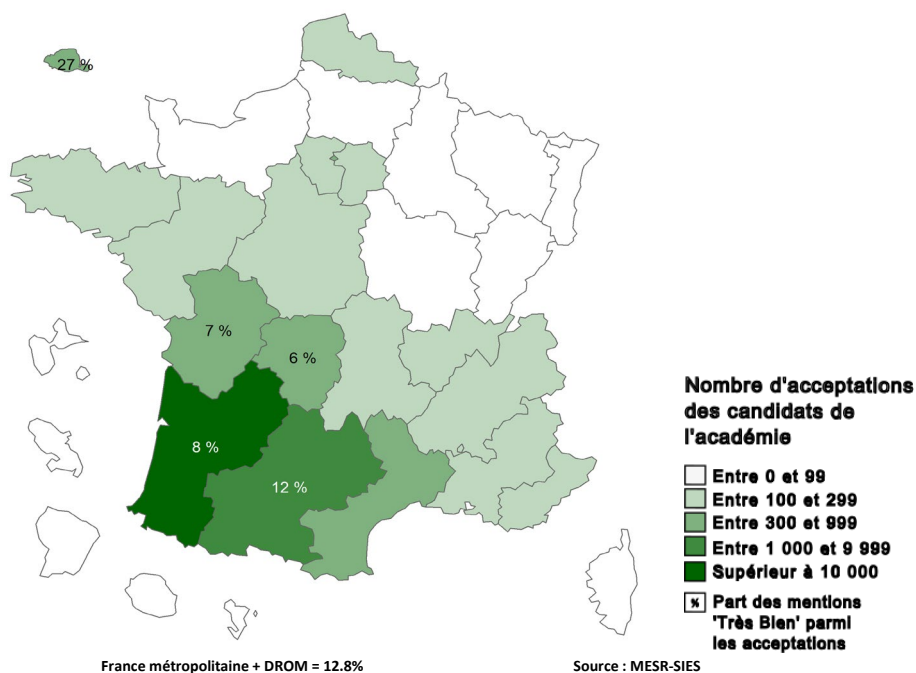 27 %
7 %
6 %
8 %
12 %
Nombre d'acceptations
des candidats de
l'académie
Entre 0 et 99
Entre 100 et 299
Entre 300 et 999
Entre 1 000 et 9 999
Supérieur à 10 000
% Part des mentions
'Très Bien' parmi
les acceptations
France métropolitaine + DROM = 12.8%
Source : MESR-SIES